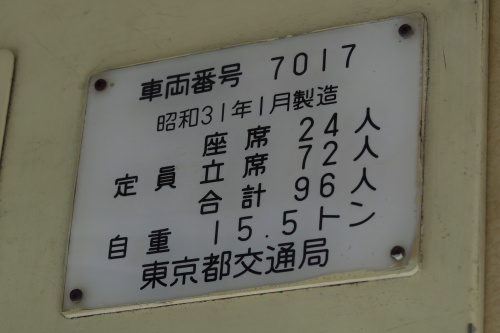 車両番号 7017
昭和31年1月製造
座席 24人
定員 立席 72人
合計 96人
自重 15.5トン
東京都交通局